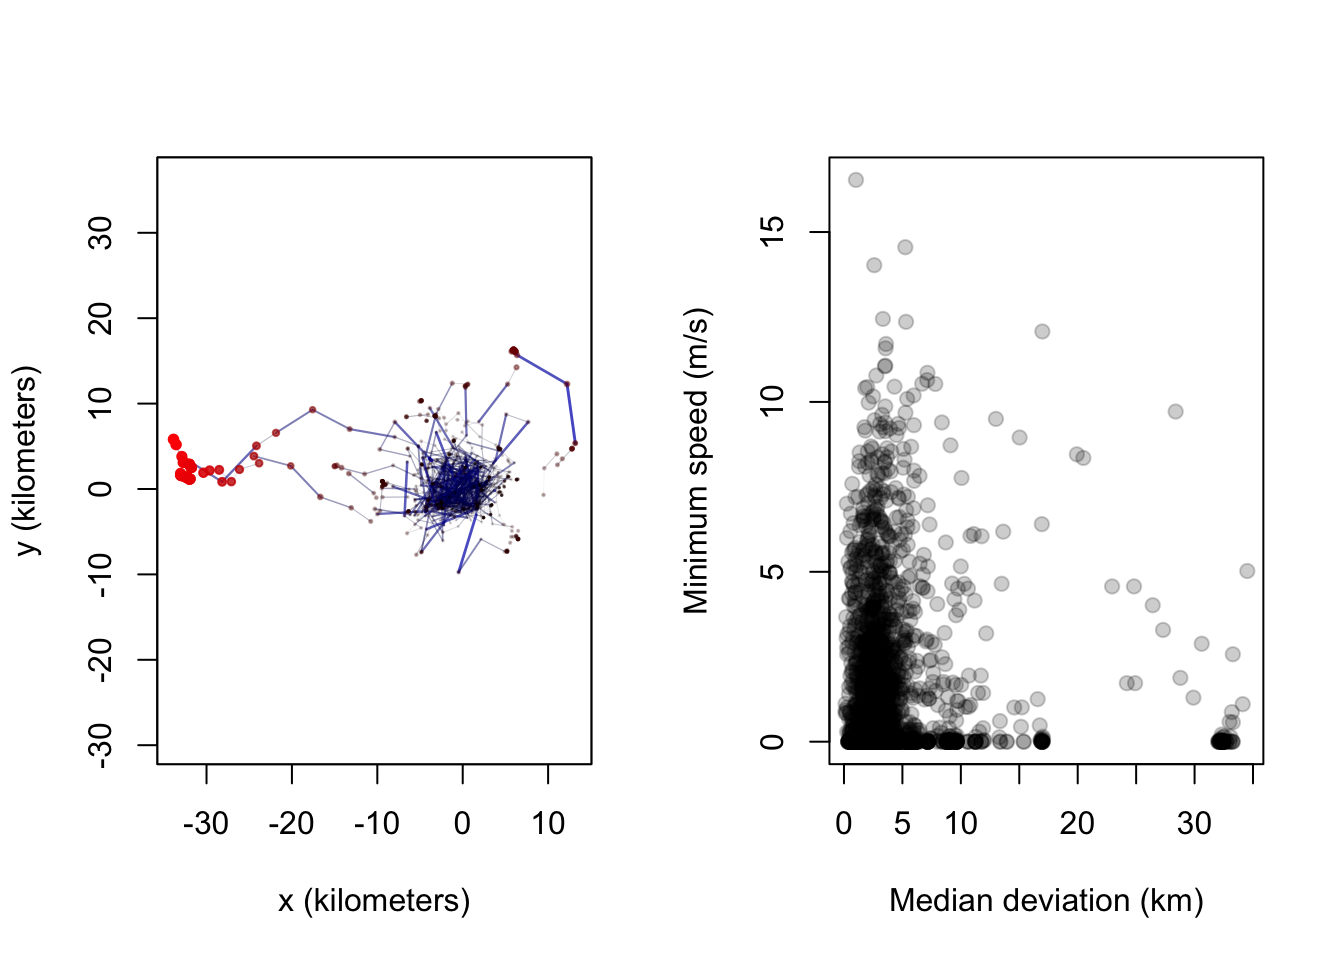 y (kilometers)
30
20
10
0
-10
-20
-30
-30 -20 -10 0 10
x (kilometers)
Minimum speed (m/s)
15
10
5
0
0 5 10 20 30
Median deviation (km)